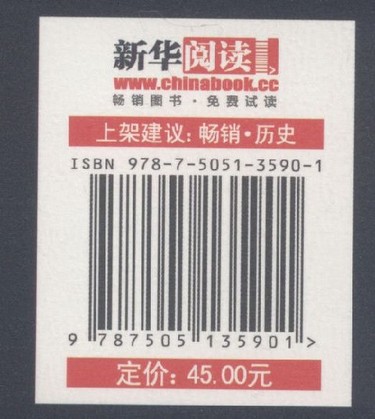 新华阅读
www.chinabook.cc
畅销图书·免费试读
上架建议：畅销·历史
ISBN 978-7-5051-3590-1
9 787505 135901 >
定价：45.00元